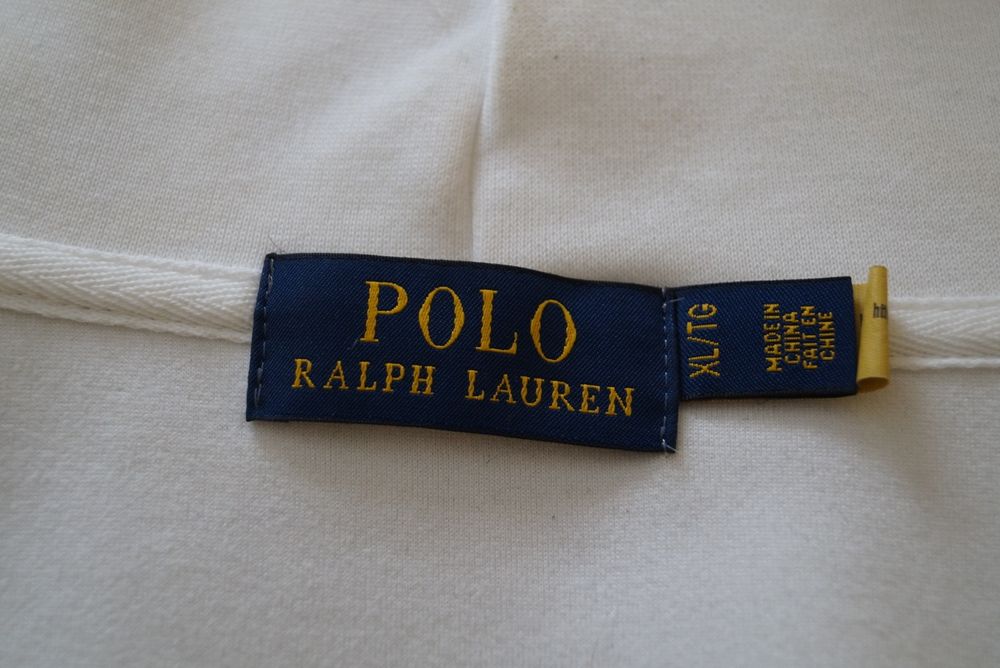 POLO
RALPH LAUREN
XL/TG
MADE IN
CHINA
FAIT EN
CHINE